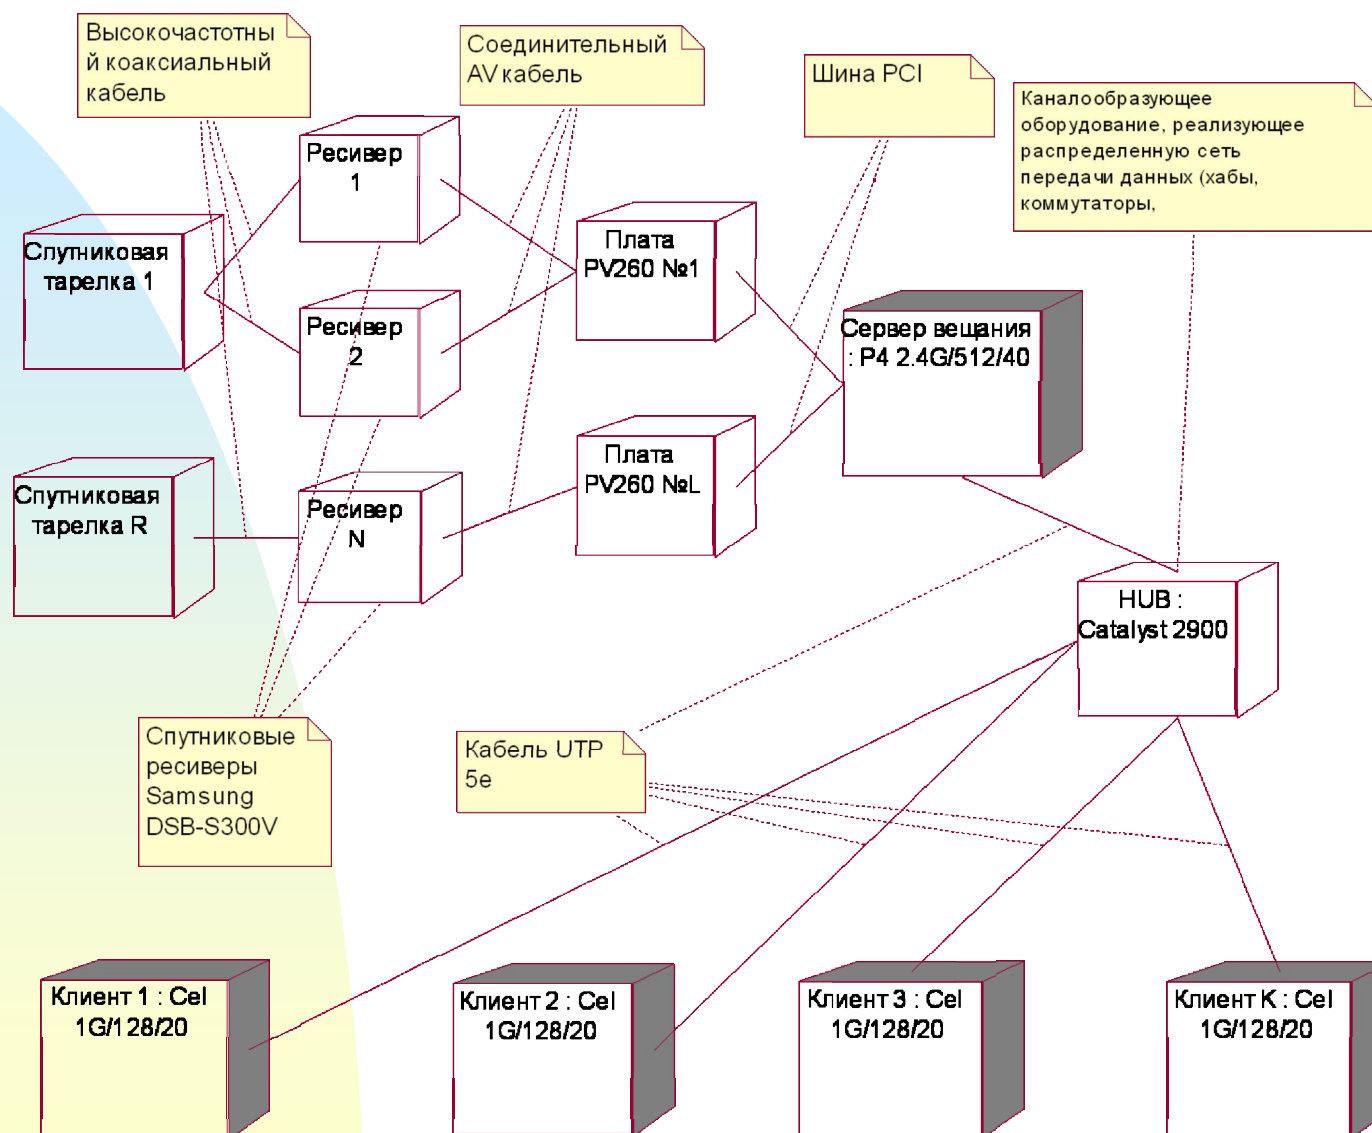 Высокочастотны
й коаксиальный
кабель
Соединительный
AV кабель
Шина PCI
Каналообразующее
оборудование, реализующее
распределенную сеть
передачи данных (хабы,
коммутаторы,
Ресивер
1
Спутниковая
тарелка 1
Плата
PV260 №1
Ресивер
2
Сервер вещания
: P4 2.4G/512/40
Плата
PV260 №L
Спутниковая
тарелка R
Ресивер
N
HUB :
Catalyst 2900
Спутниковые
ресиверы
Samsung
DSB-S300V
Кабель UTP
5e
Клиент 1 : Cel
1G/128/20
Клиент 2 : Cel
1G/128/20
Клиент 3 : Cel
1G/128/20
Клиент K : Cel
1G/128/20